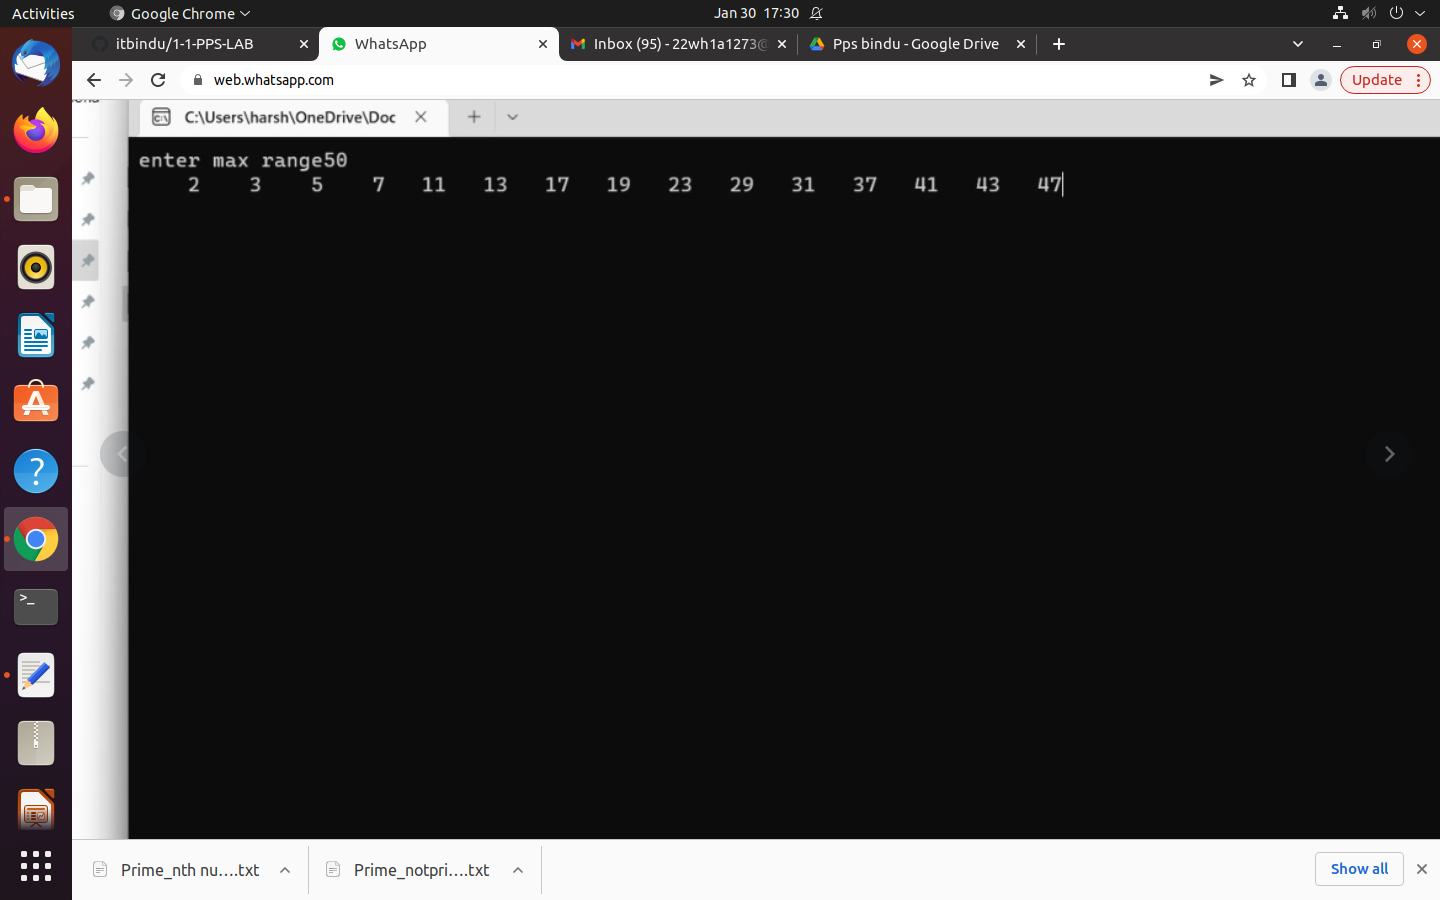 Activities Google Chrome Jan 30 17:30
itbindu/1-1-PPS-LAB WhatsApp Inbox (95) - 22wh1a1273@ Pps bindu - Google Drive
web.whatsapp.com Update
C:\Users\harsh\OneDrive\Doc
enter max range50
2 3 5 7 11 13 17 19 23 29 31 37 41 43 47
Prime_nth nu....txt Prime_notpri....txt Show all